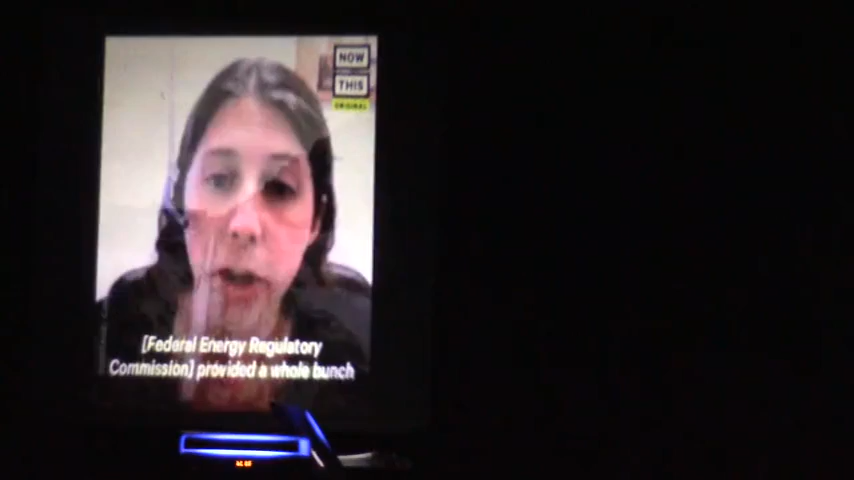 NOW
THIS
ORIGINAL
[Federal Energy Regulatory
Commission] provided a whole bunch